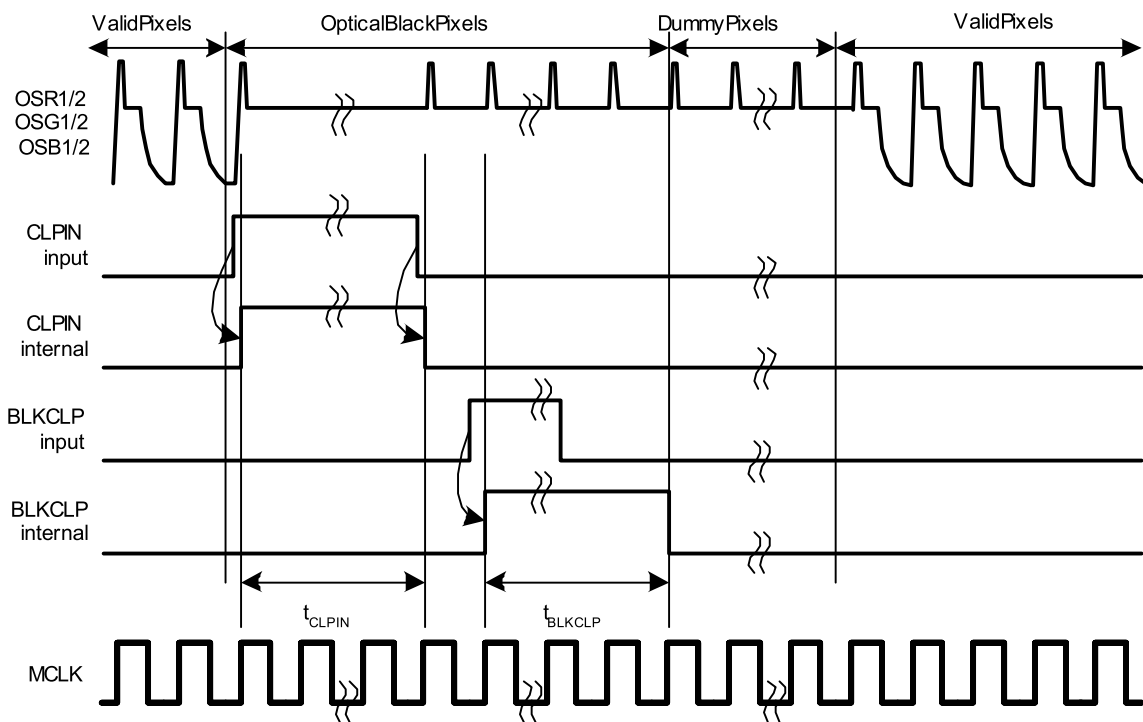 ValidPixels OpticalBlackPixels DummyPixels ValidPixels
OSR1/2
OSG1/2
OSB1/2
CLPIN
input
CLPIN
internal
BLKCLP
input
BLKCLP
internal
tCLPIN tBLKCLP
MCLK